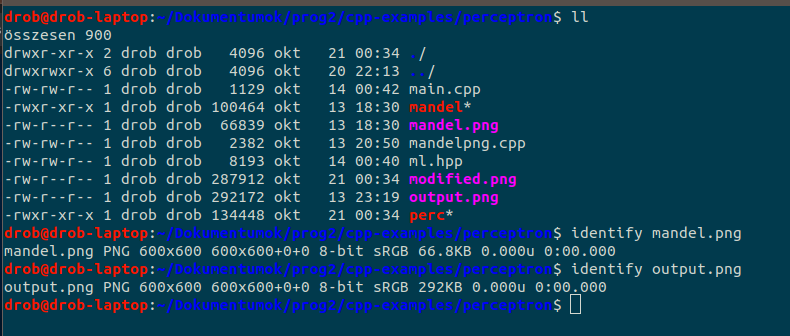 drob@drob-laptop:~/Dokumentumok/prog2/cpp-examples/perceptron$ ll
összesen 900
drwxr-xr-x 2 drob drob   4096 okt   21 00:34 ./
drwxrwxr-x 6 drob drob   4096 okt   20 22:13 ../
-rw-rw-r-- 1 drob drob   1129 okt   14 00:42 main.cpp
-rwxr-xr-x 1 drob drob 100464 okt   13 18:30 mandel*
-rw-r--r-- 1 drob drob  66839 okt   13 18:30 mandel.png
-rw-rw-r-- 1 drob drob   2382 okt   13 20:50 mandelpng.cpp
-rw-rw-r-- 1 drob drob   8193 okt   14 00:40 ml.hpp
-rw-r--r-- 1 drob drob 287912 okt   21 00:34 modified.png
-rw-rw-r-- 1 drob drob 292172 okt   13 23:19 output.png
-rwxr-xr-x 1 drob drob 134448 okt   21 00:34 perc*
drob@drob-laptop:~/Dokumentumok/prog2/cpp-examples/perceptron$ identify mandel.png
mandel.png PNG 600x600 600x600+0+0 8-bit sRGB 66.8KB 0.000u 0:00.000
drob@drob-laptop:~/Dokumentumok/prog2/cpp-examples/perceptron$ identify output.png
output.png PNG 600x600 600x600+0+0 8-bit sRGB 292KB 0.000u 0:00.000
drob@drob-laptop:~/Dokumentumok/prog2/cpp-examples/perceptron$